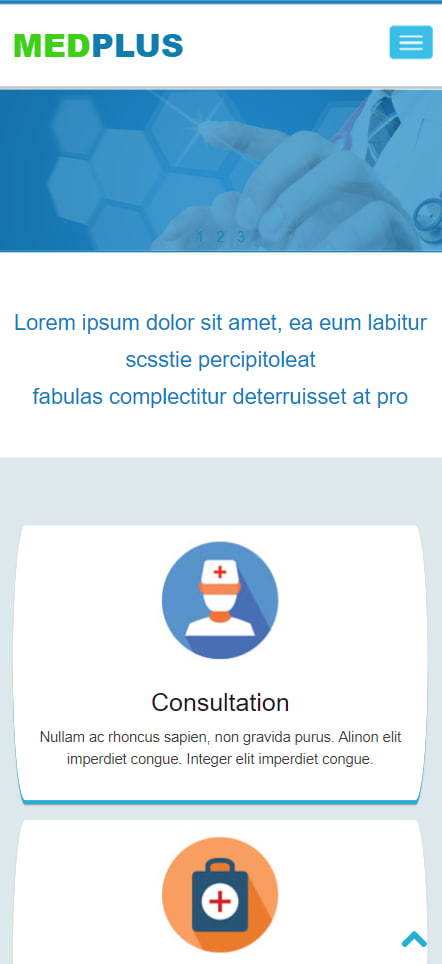 MEDPLUS
1 2 3
Lorem ipsum dolor sit amet, ea eum labitur
scsstie percipitoleat
fabulas complectitur deterruisset at pro
Consultation
Nullam ac rhoncus sapien, non gravida purus. Alinon elit
imperdiet congue. Integer elit imperdiet congue.